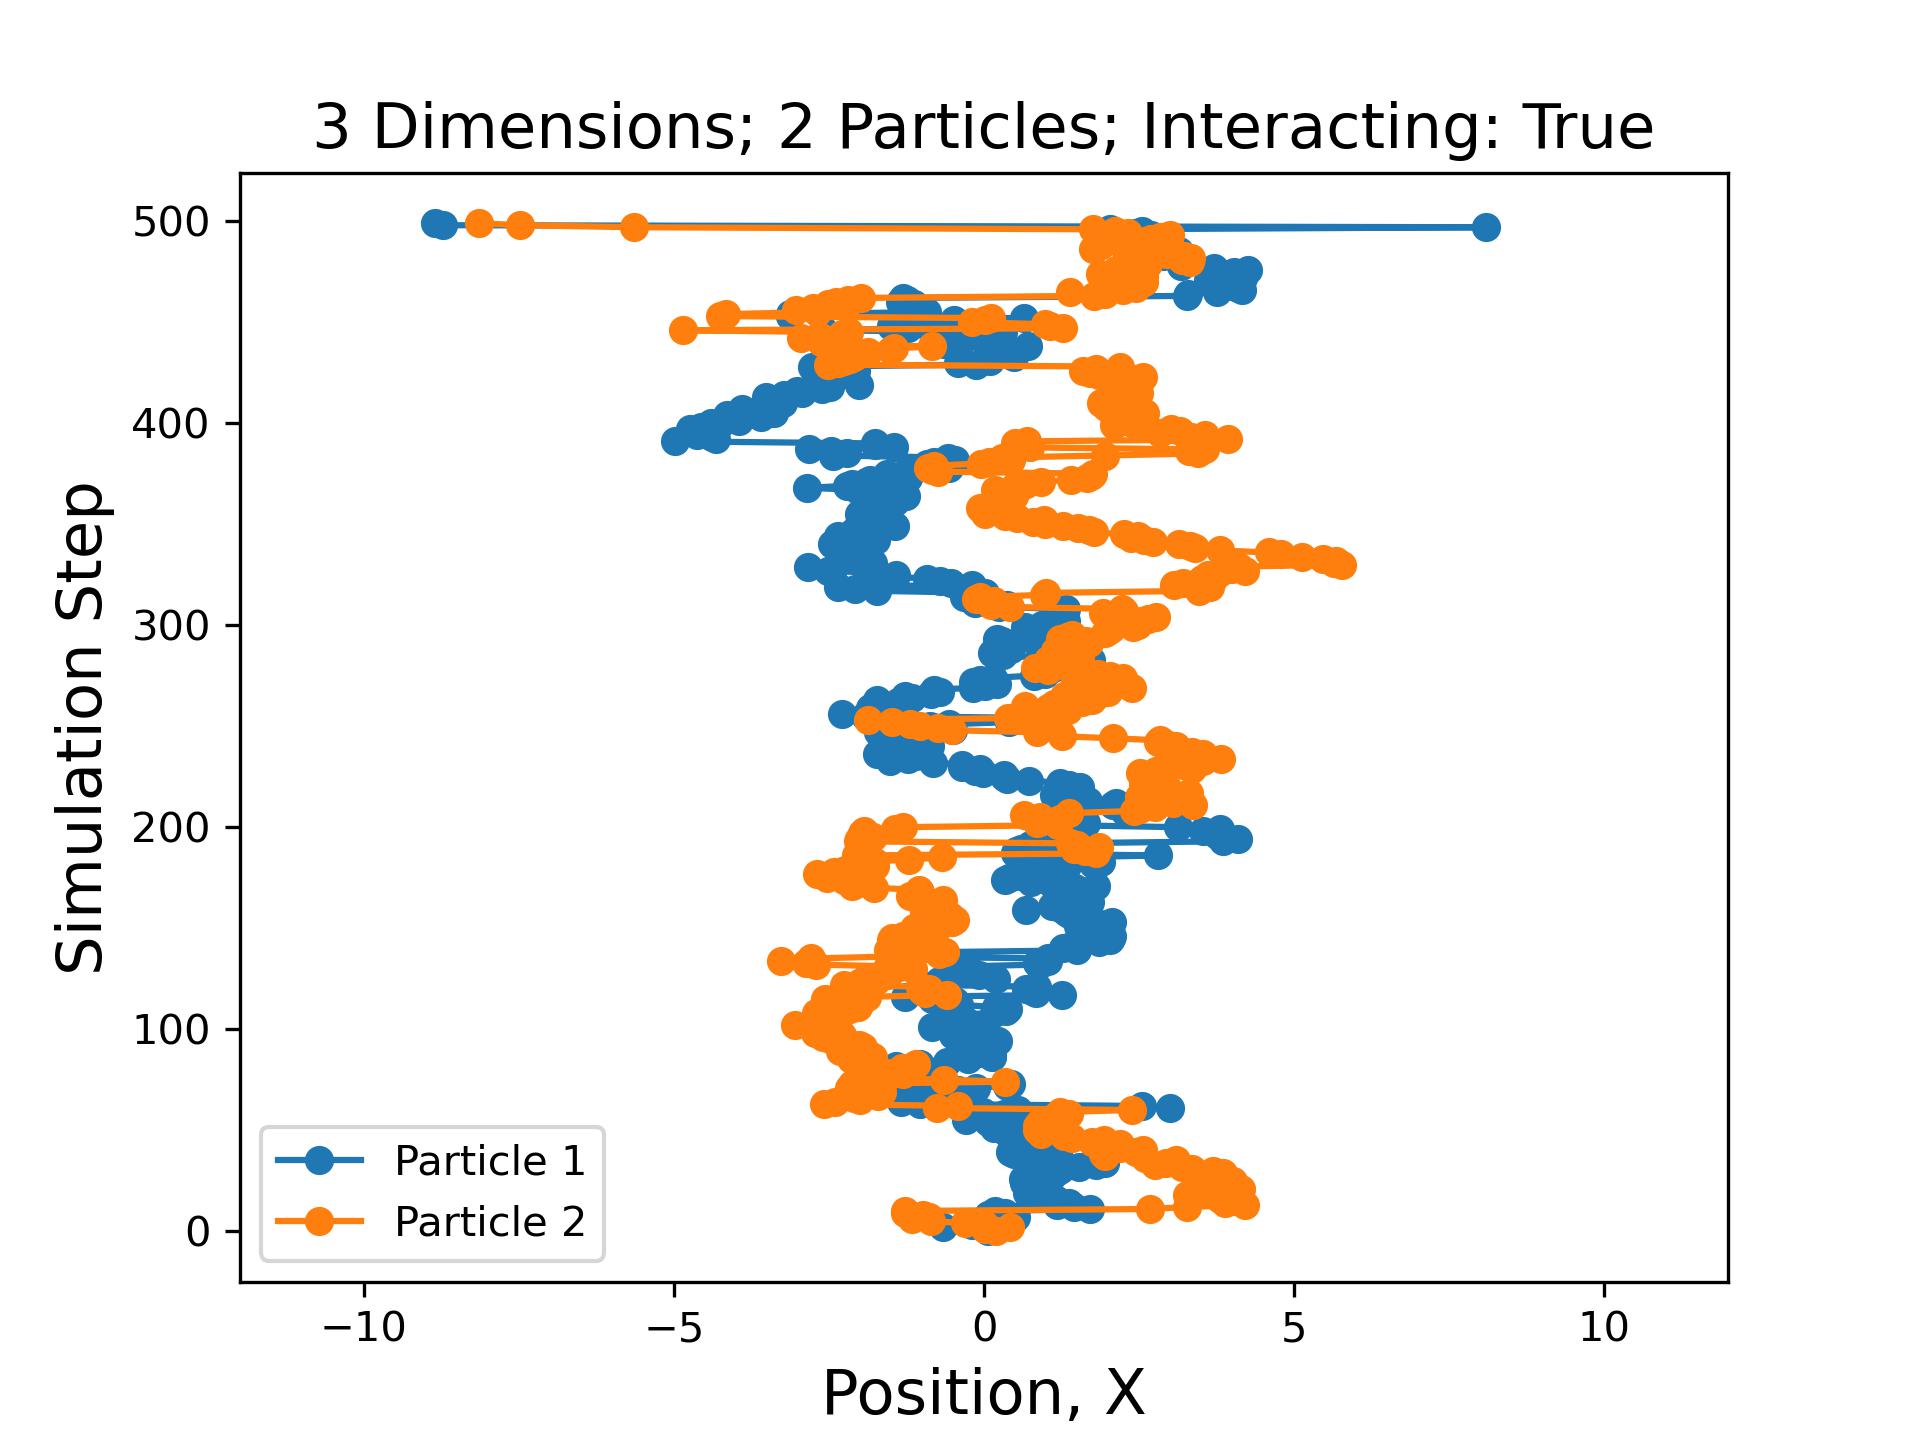 3 Dimensions; 2 Particles; Interacting: True
Simulation Step
500
400
300
200
100
0
Particle 1
Particle 2
−10
−5
0
5
10
Position, X